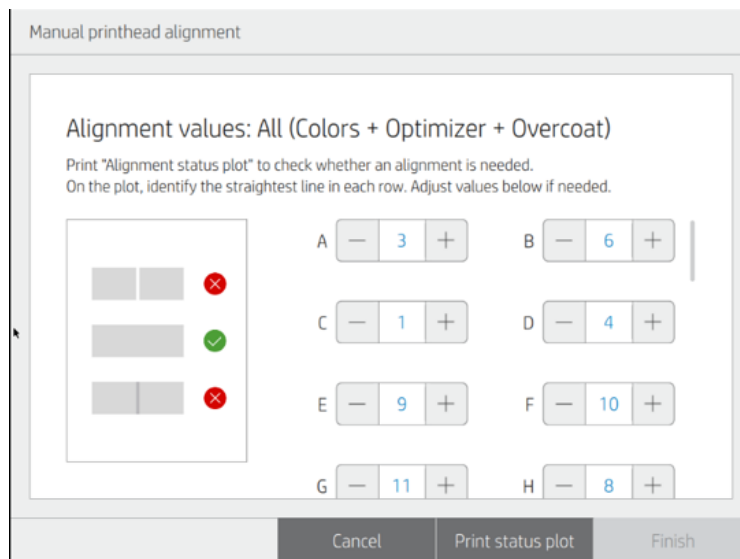 Manual printhead alignment
Alignment values: All (Colors + Optimizer + Overcoat)
Print "Alignment status plot" to check whether an alignment is needed.
On the plot, identify the straightest line in each row. Adjust values below if needed.
A — 3 + B — 6 +
C — 1 + D — 4 +
E — 9 + F — 10 +
G — 11 + H — 8 +
Cancel Print status plot Finish